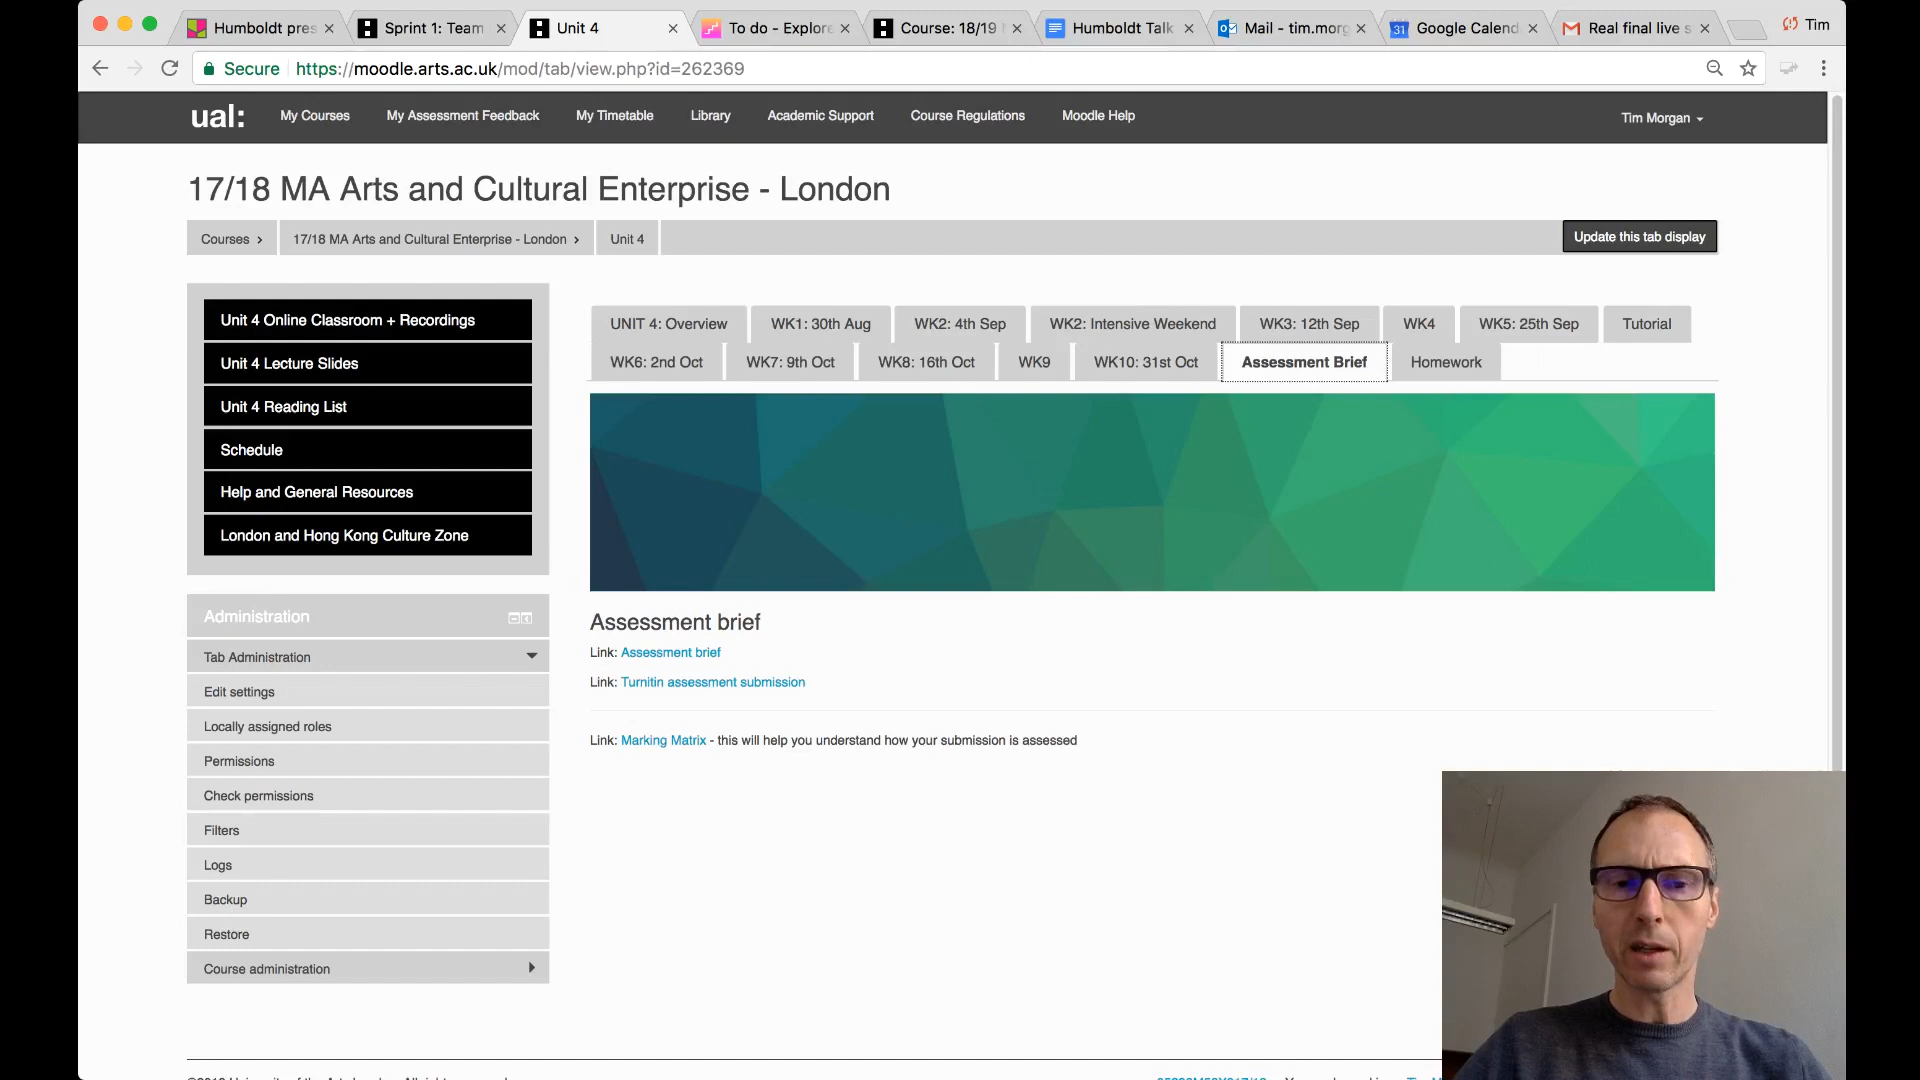 Humboldt pres
Sprint 1: Team
Unit 4
To do - Explore
Course: 18/19
Humboldt Talk
Mail - tim.morg
Google Calend
Real final live s
Tim
Secure https://moodle.arts.ac.uk/mod/tab/view.php?id=262369
ual: My Courses My Assessment Feedback My Timetable Library Academic Support Course Regulations Moodle Help Tim Morgan
17/18 MA Arts and Cultural Enterprise - London
Courses › 17/18 MA Arts and Cultural Enterprise - London › Unit 4
Update this tab display
Unit 4 Online Classroom + Recordings
Unit 4 Lecture Slides
Unit 4 Reading List
Schedule
Help and General Resources
London and Hong Kong Culture Zone
Administration
Tab Administration
Edit settings
Locally assigned roles
Permissions
Check permissions
Filters
Logs
Backup
Restore
Course administration
UNIT 4: Overview WK1: 30th Aug WK2: 4th Sep WK2: Intensive Weekend WK3: 12th Sep WK4 WK5: 25th Sep Tutorial
WK6: 2nd Oct WK7: 9th Oct WK8: 16th Oct WK9 WK10: 31st Oct Assessment Brief Homework
Assessment brief
Link: Assessment brief
Link: Turnitin assessment submission
Link: Marking Matrix - this will help you understand how your submission is assessed